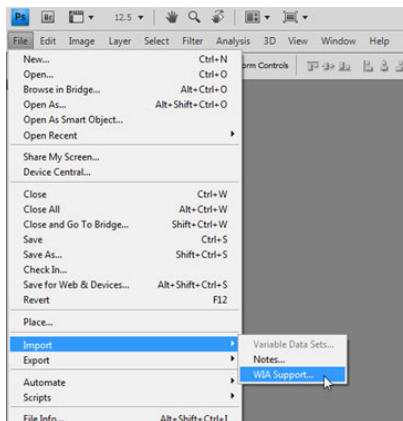 Ps Br 12.5
File Edit Image Layer Select Filter Analysis 3D View Window Help
New... Ctrl+N
Open... Ctrl+O
orm Controls
Browse in Bridge... Alt+Ctrl+O
Open As... Alt+Shift+Ctrl+O
Open As Smart Object...
Open Recent
Share My Screen...
Device Central...
Close Ctrl+W
Close All Alt+Ctrl+W
Close and Go To Bridge... Shift+Ctrl+W
Save Ctrl+S
Save As... Shift+Ctrl+S
Check In...
Save for Web & Devices... Alt+Shift+Ctrl+S
Revert F12
Place...
Import
Variable Data Sets...
Export
Notes...
WIA Support...
Automate
Scripts
File Info... Alt+Shift+Ctrl+I